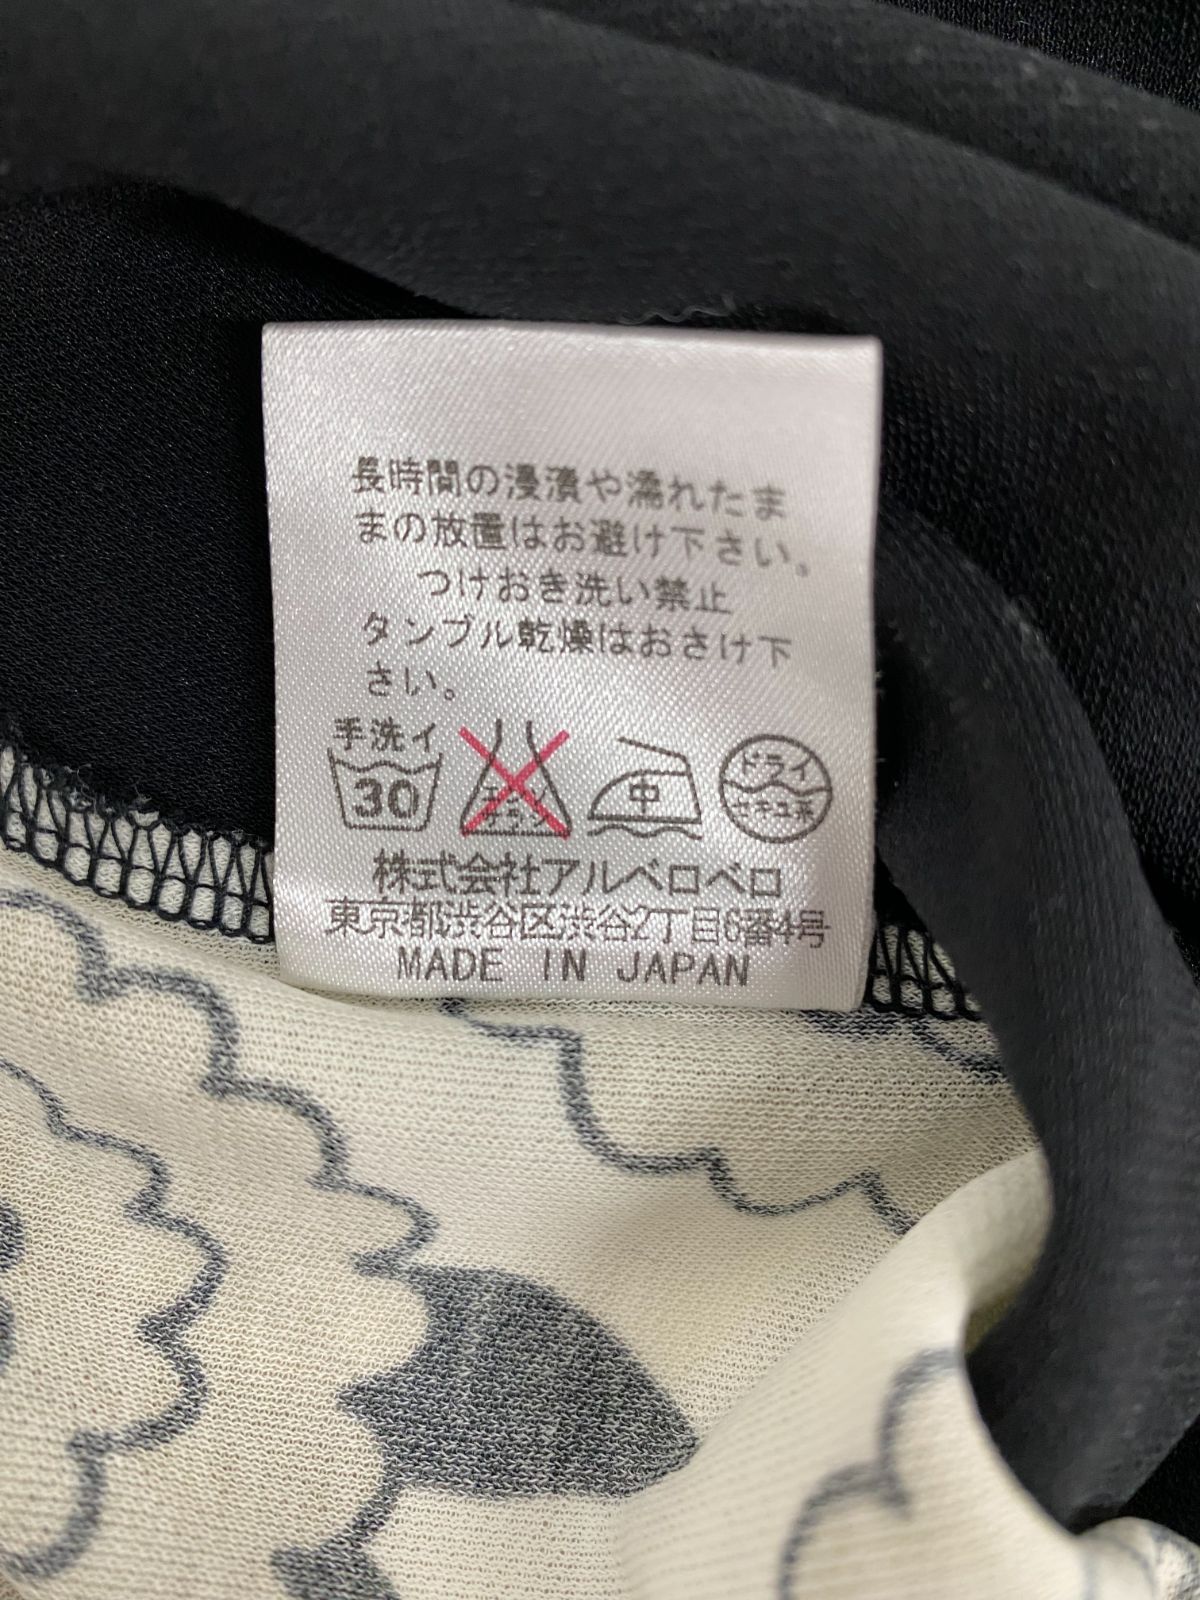 長時間の浸漬や濡れたま
まの放置はお避け下さい。
つけおき洗い禁止
タンブル乾燥はおさけ下
さい。
手洗イ
30
中
ドライ
セキユ系
株式会社アルベロベロ
東京都渋谷区渋谷2丁目6番4号
MADE IN JAPAN